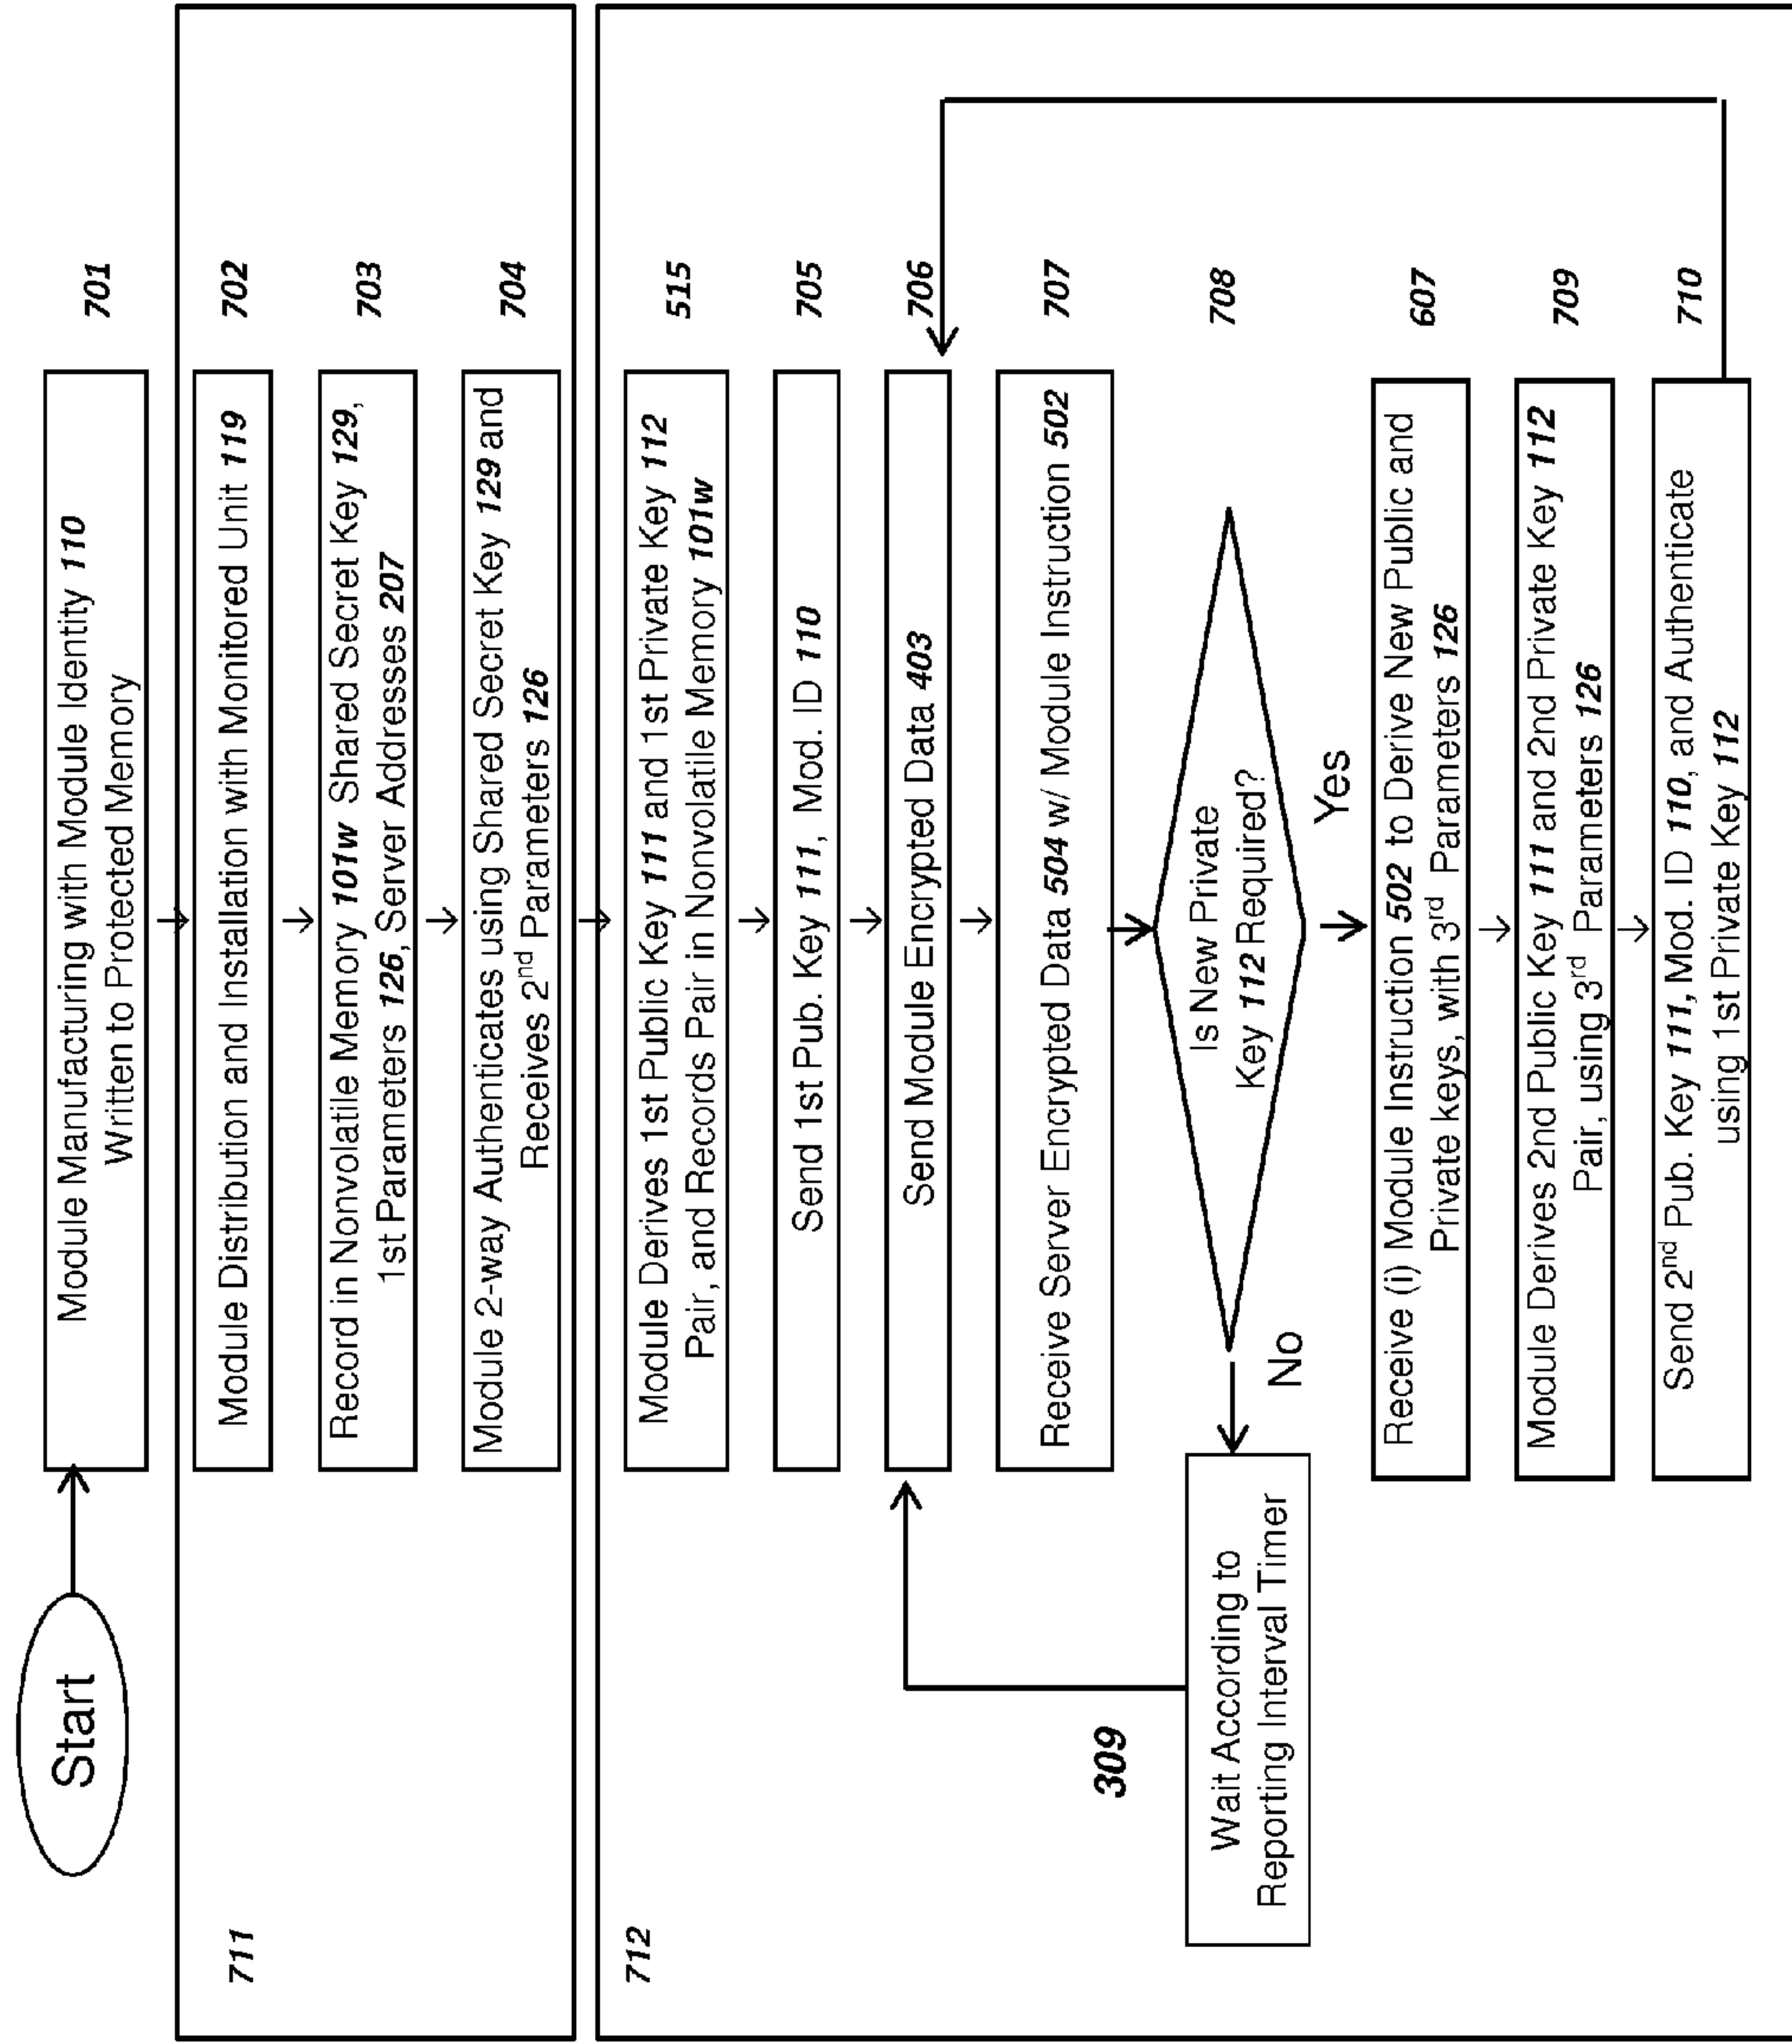 Start
Module Manufacturing with Module Identity 110
Written to Protected Memory
701
711
Module Distribution and Installation with Monitored Unit 119
702
Record in Nonvolatile Memory 101w Shared Secret Key 129,
1st Parameters 126, Server Addresses 207
703
Module 2-way Authenticates using Shared Secret Key 129 and
Receives 2nd Parameters 126
704
712
Module Derives 1st Public Key 111 and 1st Private Key 112
Pair, and Records Pair in Nonvolatile Memory 101w
515
Send 1st Pub. Key 111, Mod. ID 110
705
Send Module Encrypted Data 403
706
Receive Server Encrypted Data 504 w/ Module Instruction 502
707
Is New Private
Key 112 Required?
708
No
Yes
309
Wait According to
Reporting Interval Timer
Receive (i) Module Instruction 502 to Derive New Public and
Private keys, with 3rd Parameters 126
607
Module Derives 2nd Public Key 111 and 2nd Private Key 112
Pair, using 3rd Parameters 126
709
Send 2nd Pub. Key 111, Mod. ID 110, and Authenticate
using 1st Private Key 112
710